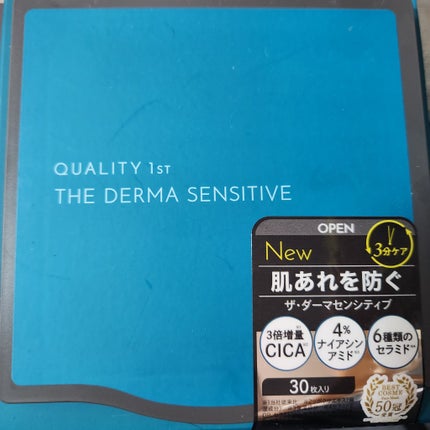 QUALITY 1ST
THE DERMA SENSITIVE
OPEN
New
3分ケア
肌あれを防ぐ
ザ・ダーマセンシティブ
3倍増量
CICA
4%
ナイアシン
アミド
6種類の
セラミド
30枚入り
BEST
COSME
50冠